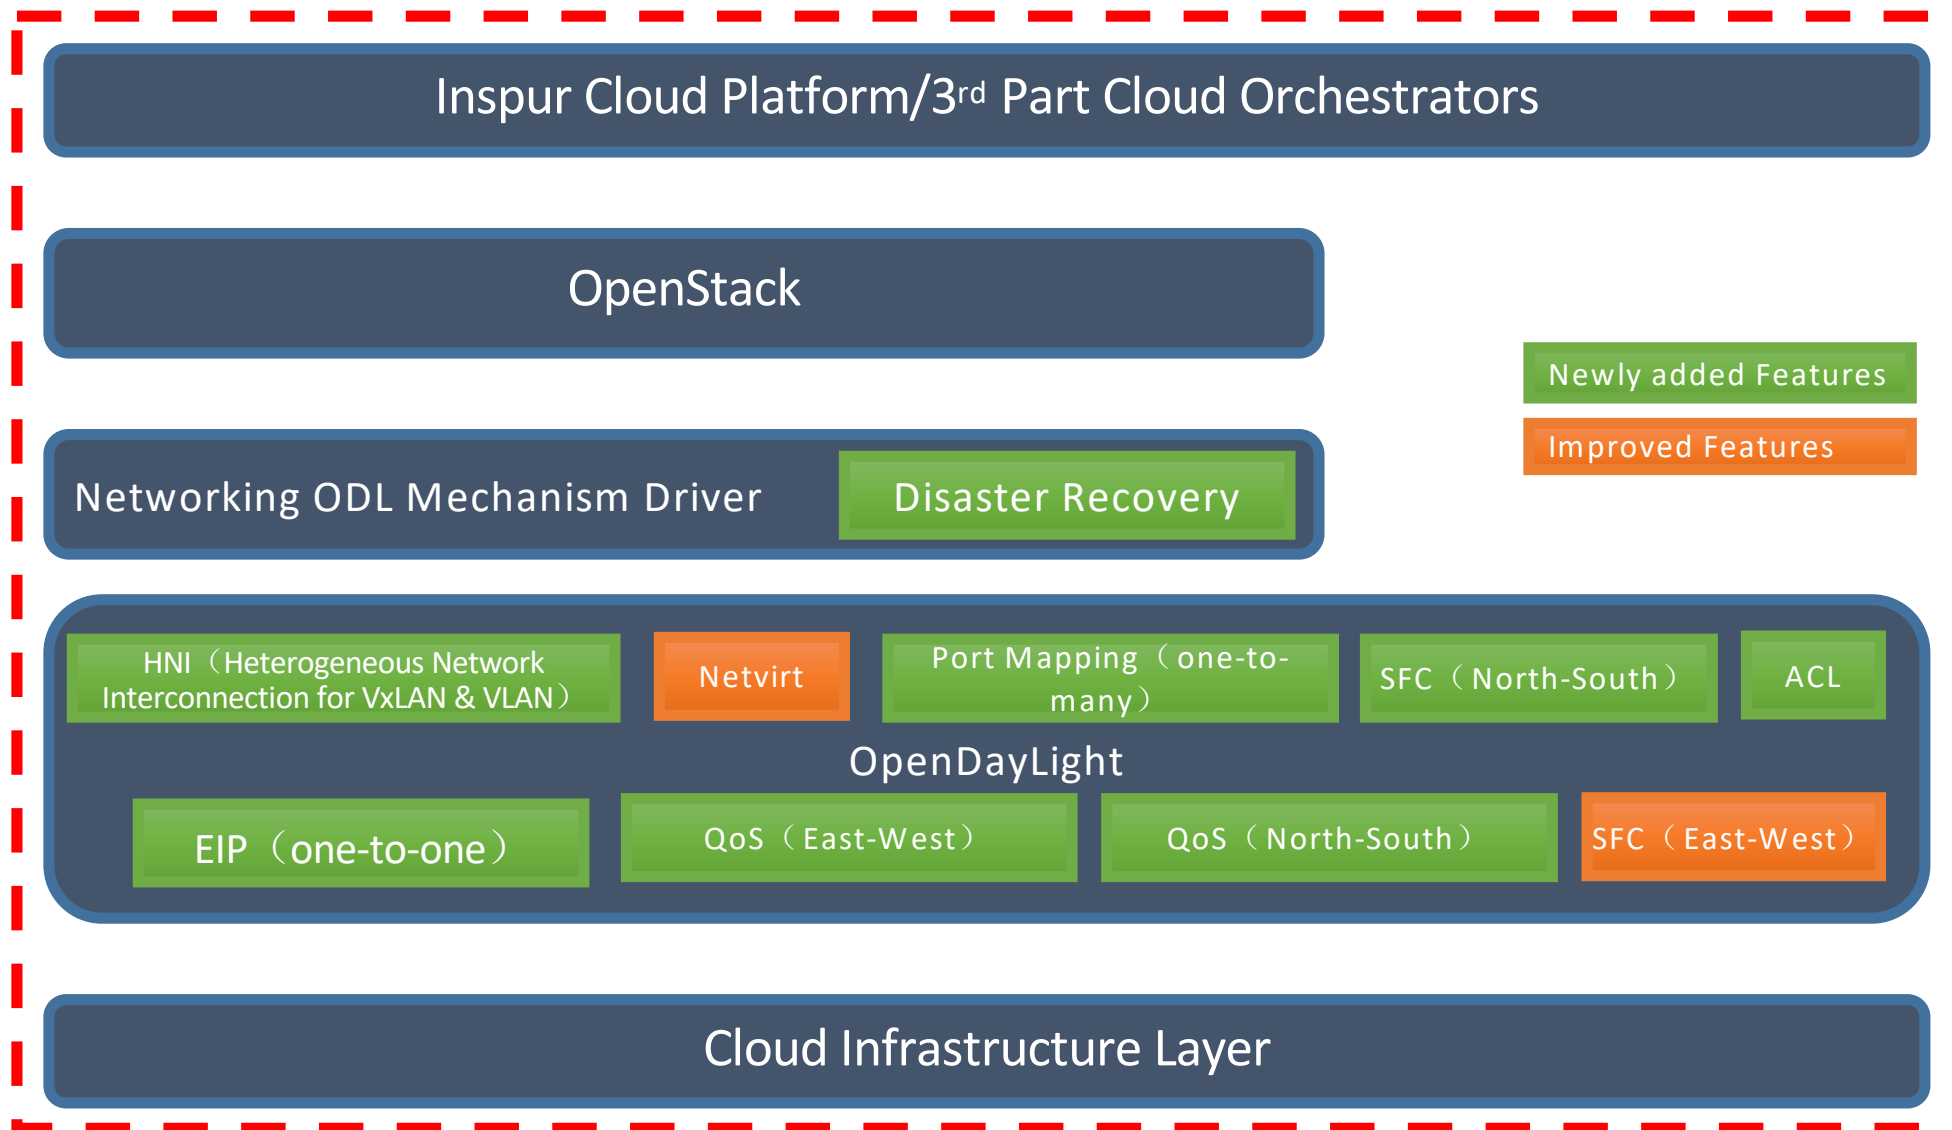 Inspur Cloud Platform/3rd Part Cloud Orchestrators
OpenStack
Newly added Features
Improved Features
Networking ODL Mechanism Driver
Disaster Recovery
HNI（Heterogeneous Network
Interconnection for VxLAN & VLAN）
Netvirt
Port Mapping（one-to-
many）
SFC（North-South）
ACL
OpenDayLight
EIP（one-to-one）
QoS（East-West）
QoS（North-South）
SFC（East-West）
Cloud Infrastructure Layer